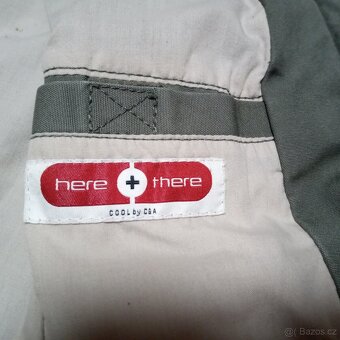 here + there
COOL by C&A
© Bazos.cz